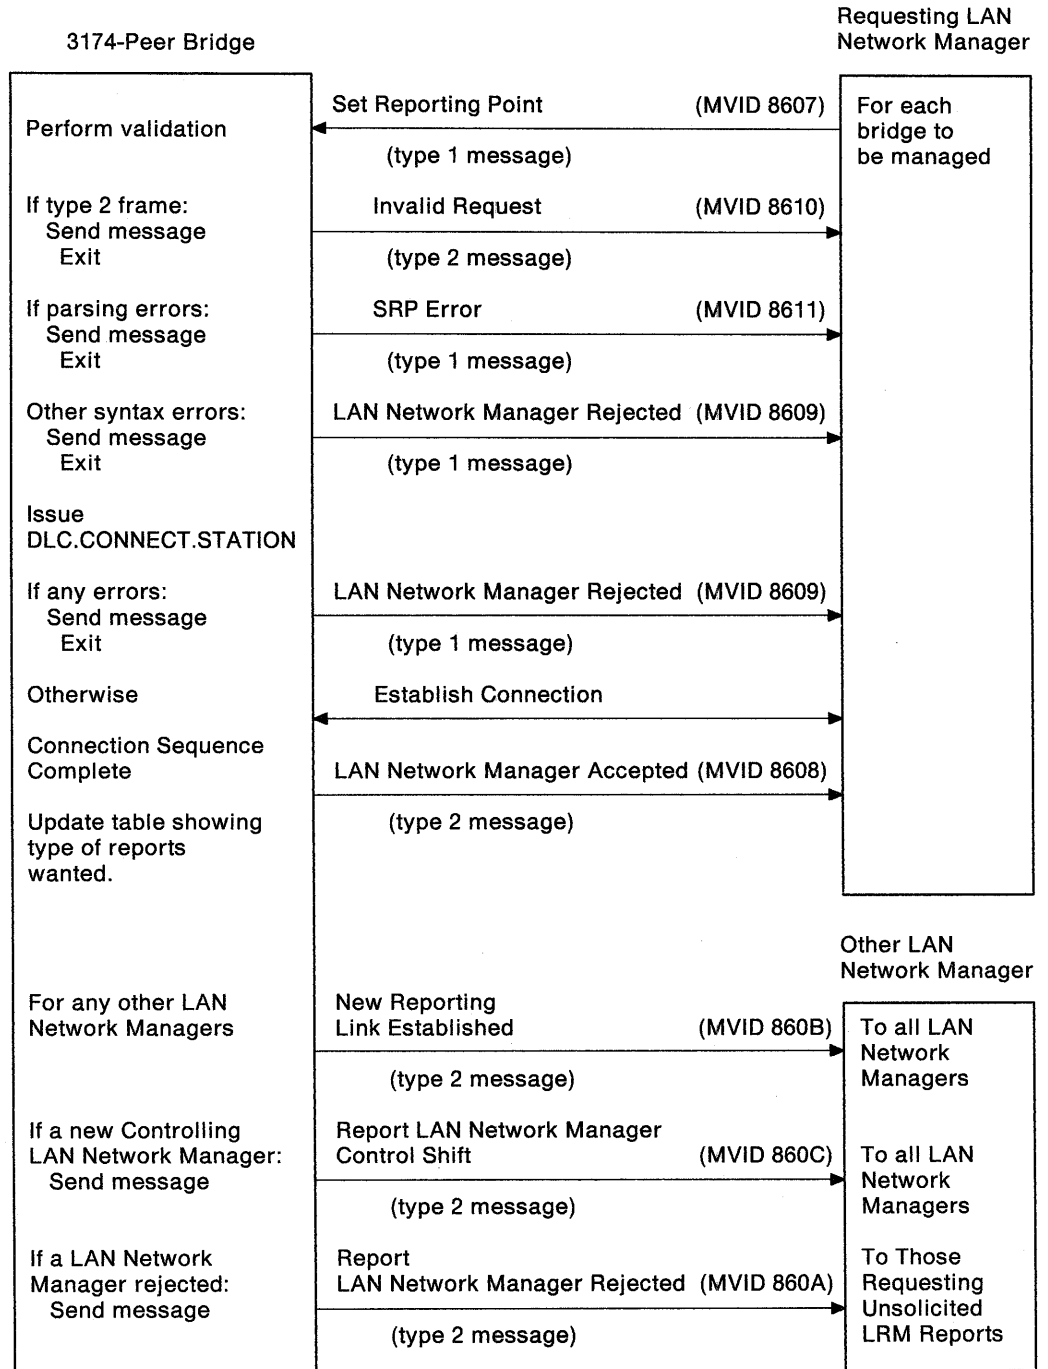 Requesting LAN
3174-Peer Bridge
Network Manager
Set Reporting Point (MVID 8607)
For each
bridge to
be managed
Perform validation
(type 1 message)
If type 2 frame:
Send message
Exit
Invalid Request (MVID 8610)
(type 2 message)
If parsing errors:
Send message
Exit
SRP Error (MVID 8611)
(type 1 message)
Other syntax errors:
Send message
Exit
LAN Network Manager Rejected (MVID 8609)
(type 1 message)
Issue
DLC.CONNECT.STATION
If any errors:
Send message
Exit
LAN Network Manager Rejected (MVID 8609)
(type 1 message)
Otherwise
Establish Connection
Connection Sequence
Complete
LAN Network Manager Accepted (MVID 8608)
(type 2 message)
Update table showing
type of reports
wanted.
Other LAN
Network Manager
For any other LAN
Network Managers
New Reporting
Link Established (MVID 860B)
(type 2 message)
To all LAN
Network
Managers
If a new Controlling
LAN Network Manager:
Send message
Report LAN Network Manager
Control Shift (MVID 860C)
(type 2 message)
To all LAN
Network
Managers
If a LAN Network
Manager rejected:
Send message
Report
LAN Network Manager Rejected (MVID 860A)
(type 2 message)
To Those
Requesting
Unsolicited
LRM Reports